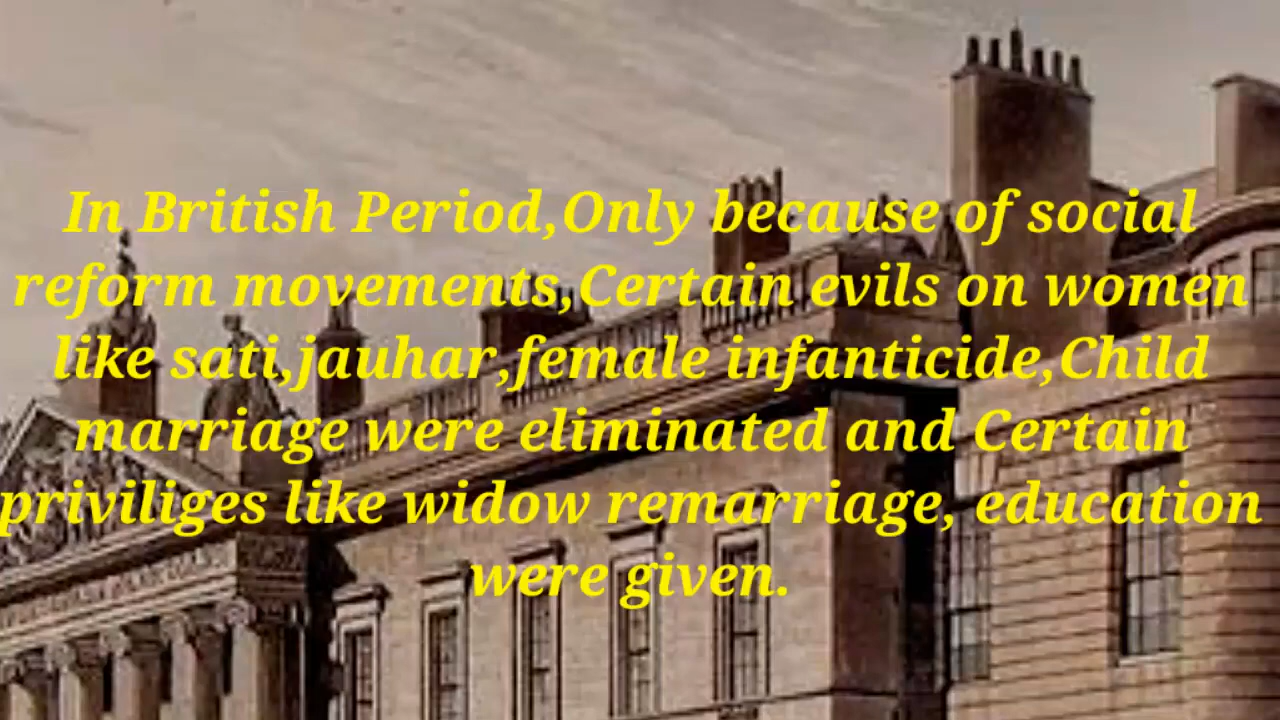 In British Period,Only because of social
reform movements,Certain evils on women
like sati,jauhar,female infanticide,Child
marriage were eliminated and Certain
priviliges like widow remarriage, education
were given.